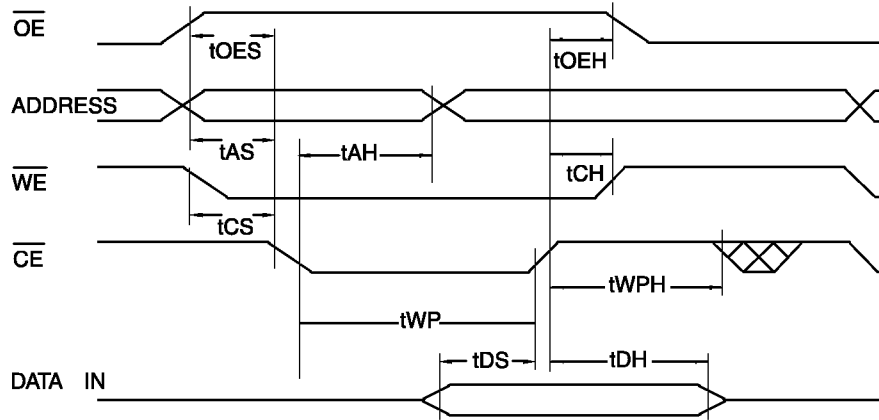 OE
tOES
tOEH
ADDRESS
tAS
tAH
WE
tCH
tCS
CE
tWPH
tWP
tDS
tDH
DATA IN